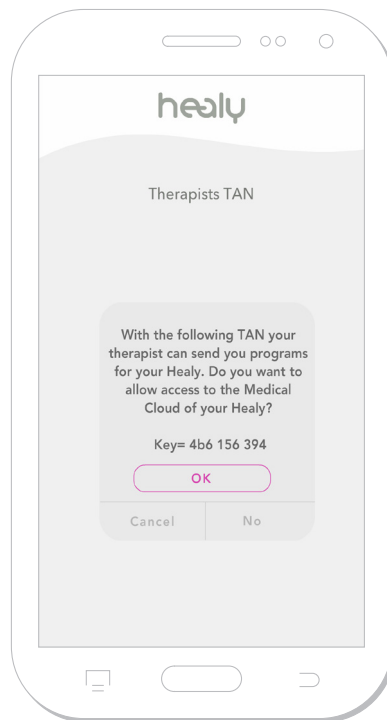 healy
Therapists TAN
With the following TAN your
therapist can send you programs
for your Healy. Do you want to
allow access to the Medical
Cloud of your Healy?
Key= 4b6 156 394
OK
Cancel No